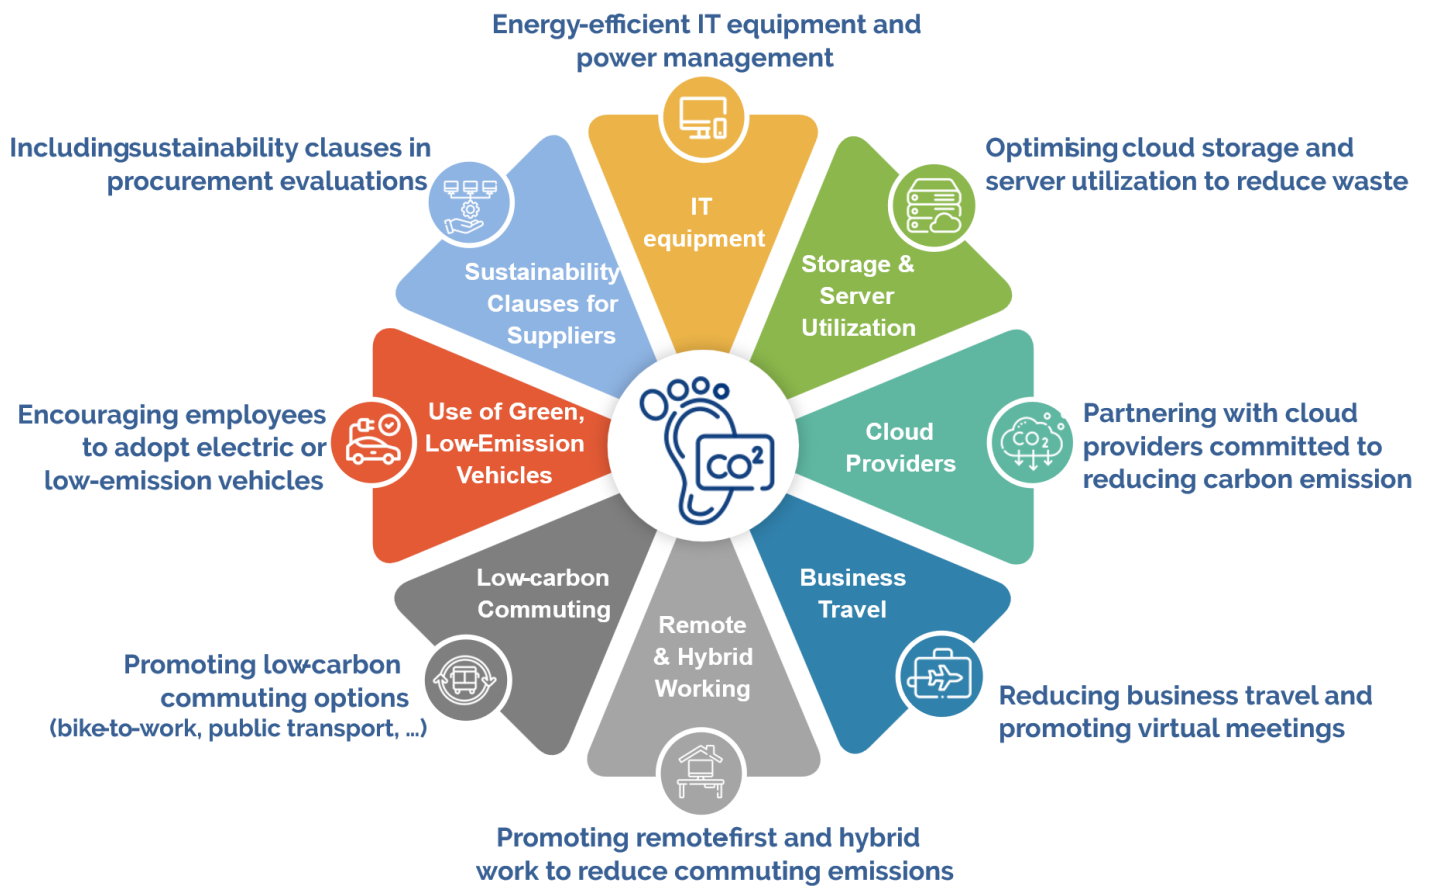 Energy-efficient IT equipment and
power management
IT
equipment
Optimising cloud storage and
server utilization to reduce waste
Storage &
Server
Utilization
Partnering with cloud
providers committed to
reducing carbon emission
Cloud
Providers
CO2
Reducing business travel and
promoting virtual meetings
Business
Travel
Promoting remotefirst and hybrid
work to reduce commuting emissions
Remote
& Hybrid
Working
Promoting low-carbon
commuting options
(bike-to-work, public transport, ...)
Low-carbon
Commuting
Encouraging employees
to adopt electric or
low-emission vehicles
Use of Green,
Low-Emission
Vehicles
Includingsustainability clauses in
procurement evaluations
Sustainability
Clauses for
Suppliers
CO²